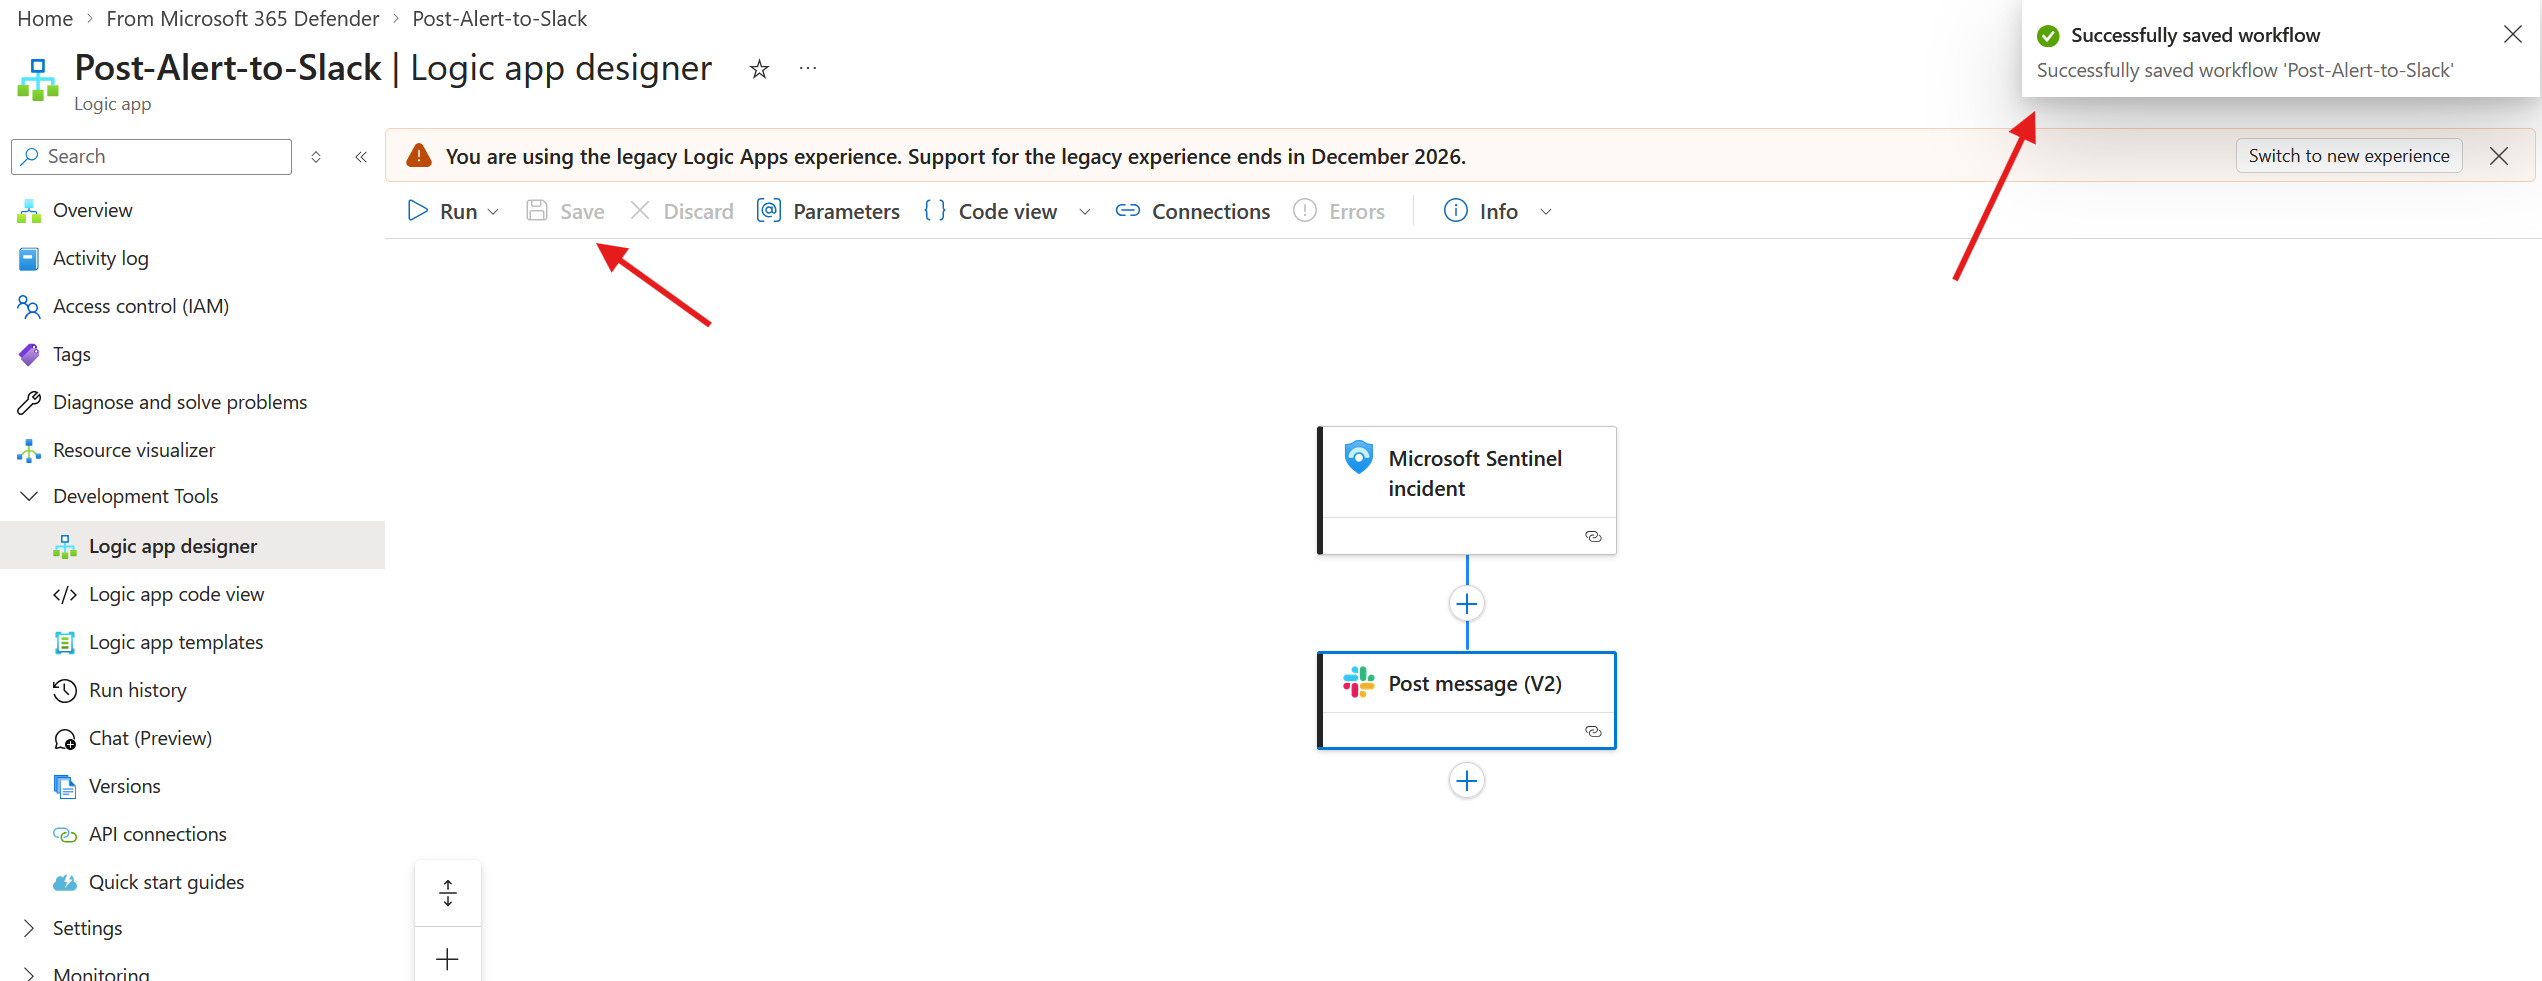 Home > From Microsoft 365 Defender > Post-Alert-to-Slack
Post-Alert-to-Slack | Logic app designer
Logic app
Successfully saved workflow
Successfully saved workflow 'Post-Alert-to-Slack'
Search
You are using the legacy Logic Apps experience. Support for the legacy experience ends in December 2026.
Switch to new experience
Run Save Discard Parameters Code view Connections Errors Info
Overview
Activity log
Access control (IAM)
Tags
Diagnose and solve problems
Resource visualizer
Development Tools
Logic app designer
Logic app code view
Logic app templates
Run history
Chat (Preview)
Versions
API connections
Quick start guides
Settings
Monitoring
Microsoft Sentinel
incident
Post message (V2)